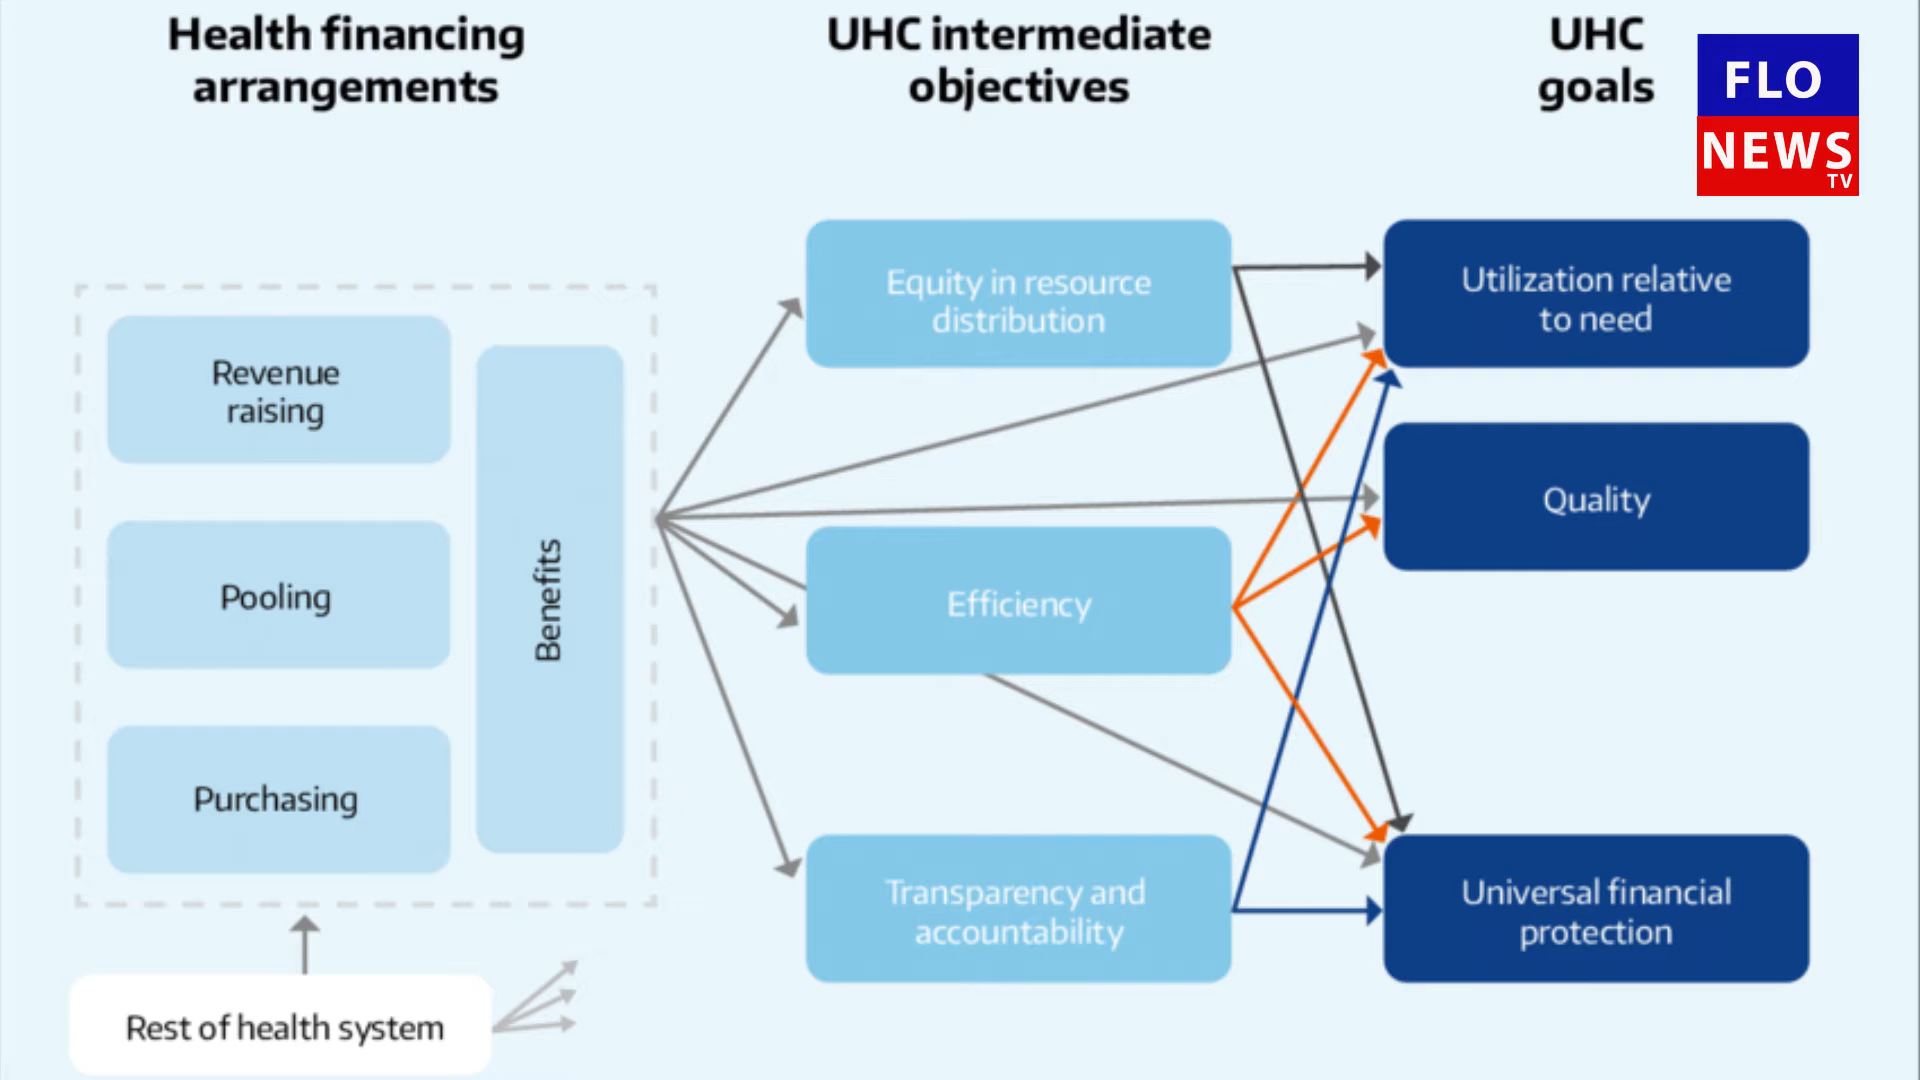 Health financing
arrangements
UHC intermediate
objectives
UHC
goals
FLO
NEWS
TV
Revenue
raising
Pooling
Purchasing
Benefits
Rest of health system
Equity in resource
distribution
Efficiency
Transparency and
accountability
Utilization relative
to need
Quality
Universal financial
protection